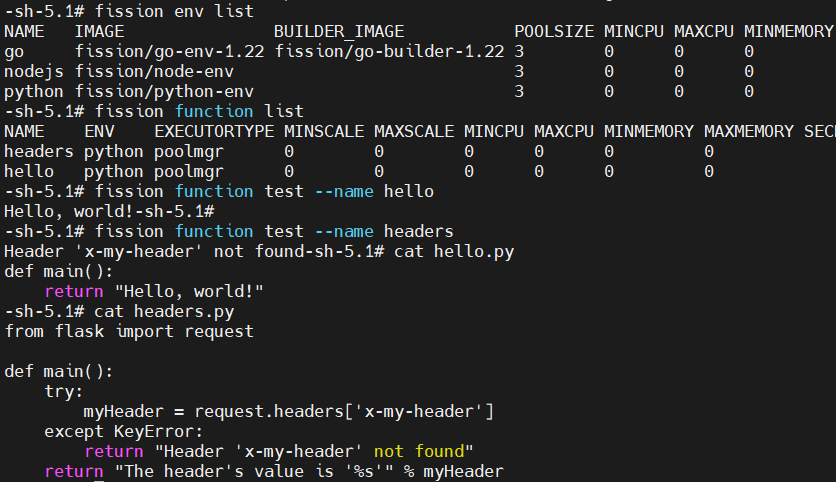 -sh-5.1# fission env list
NAME   IMAGE              BUILDER_IMAGE           POOLSIZE MINCPU MAXCPU MINMEMORY
go     fission/go-env-1.22 fission/go-builder-1.22 3        0      0      0
nodejs fission/node-env                            3        0      0      0
python fission/python-env                          3        0      0      0
-sh-5.1# fission function list
NAME    ENV    EXECUTORTYPE MINSCALE MAXSCALE MINCPU MAXCPU MINMEMORY MAXMEMORY SEC
headers python poolmgr      0        0        0      0      0         0
hello   python poolmgr      0        0        0      0      0         0
-sh-5.1# fission function test --name hello
Hello, world!-sh-5.1#
-sh-5.1# fission function test --name headers
Header 'x-my-header' not found-sh-5.1# cat hello.py
def main():
    return "Hello, world!"
-sh-5.1# cat headers.py
from flask import request

def main():
    try:
        myHeader = request.headers['x-my-header']
    except KeyError:
        return "Header 'x-my-header' not found"
    return "The header's value is '%s'" % myHeader